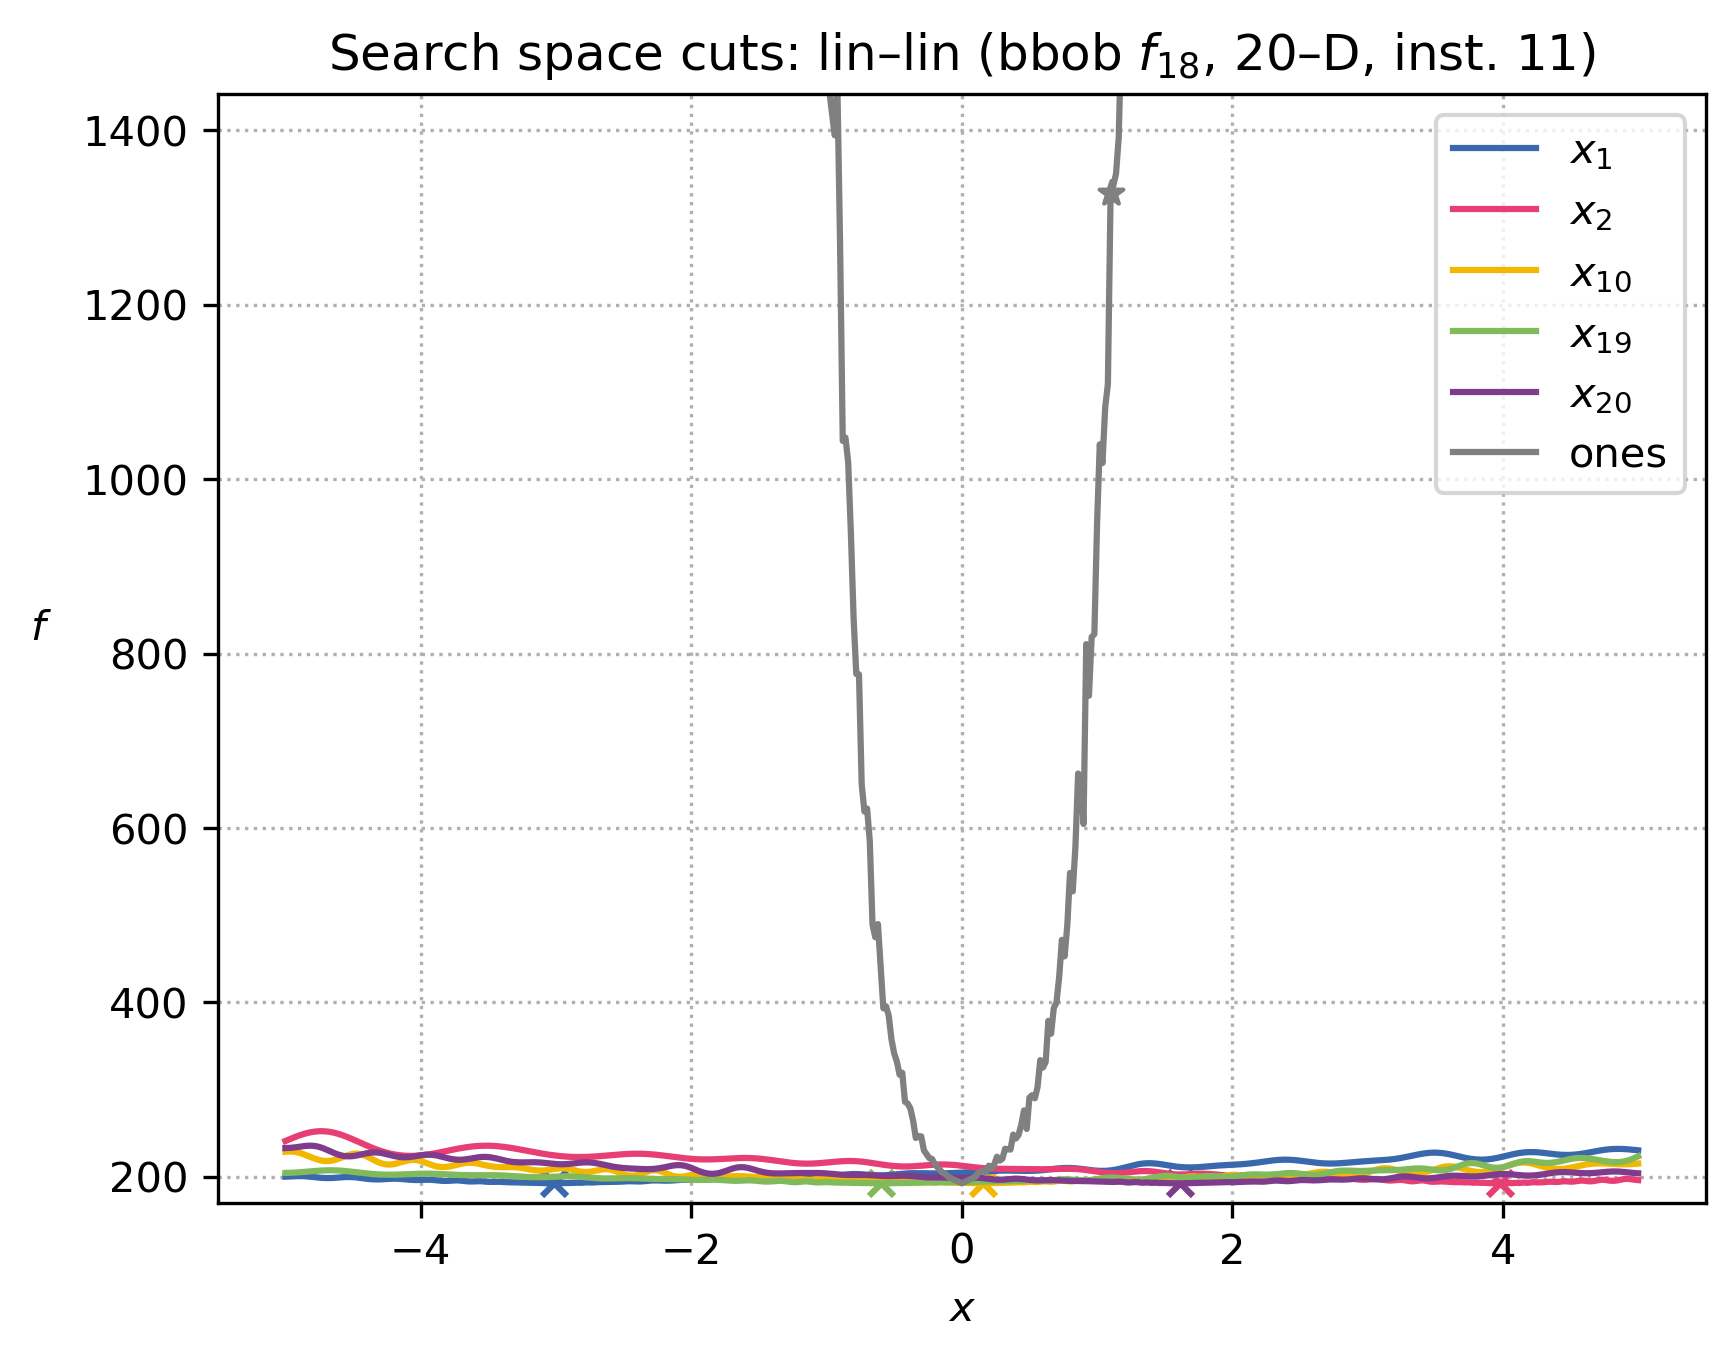 Search space cuts: lin–lin (bbob f₁₈, 20–D, inst. 11)
1400
1200
1000
800
600
400
200
f
−4
−2
0
2
4
x
x₁
x₂
x₁₀
x₁₉
x₂₀
ones